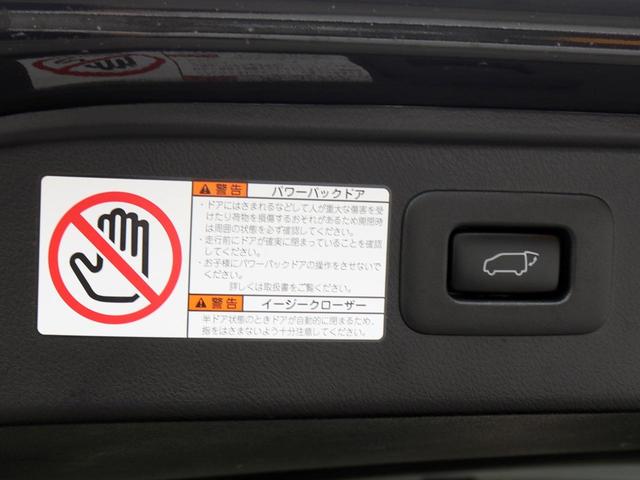 警告 パワーバックドア
・ドアにはさまれるなどして人が重大な傷害を受
けたり荷物を損傷するおそれがあるため開閉時
は周囲の状態を必ず確認してください。
・走行前にドアが確実に閉まっていることを確認
してください。
・お子様にパワーバックドアの操作をさせないで
ください。
詳しくは取扱書をご覧ください。
警告 イージークローザー
半ドア状態のときドアが自動的に閉まるため、
指をはさまないよう十分注意してください。